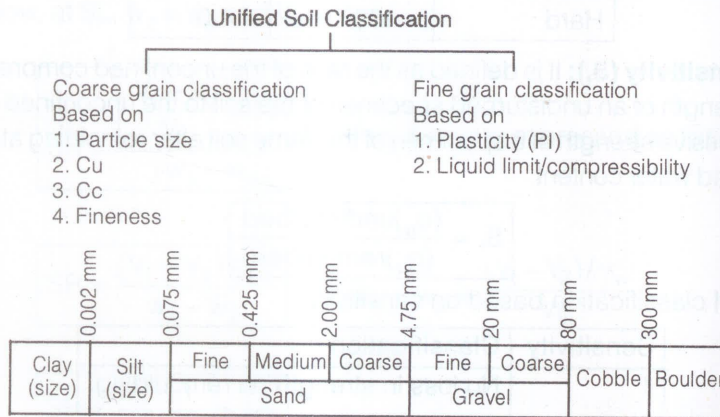 Unified Soil Classification
Coarse grain classification
Based on
1. Particle size
2. Cu
3. Cc
4. Fineness
Fine grain classification
Based on
1. Plasticity (PI)
2. Liquid limit/compressibility
0.002 mm
0.075 mm
0.425 mm
2.00 mm
4.75 mm
20 mm
80 mm
300 mm
Clay
(size)
Silt
(size)
Fine
Medium
Coarse
Sand
Fine
Coarse
Gravel
Cobble
Boulder